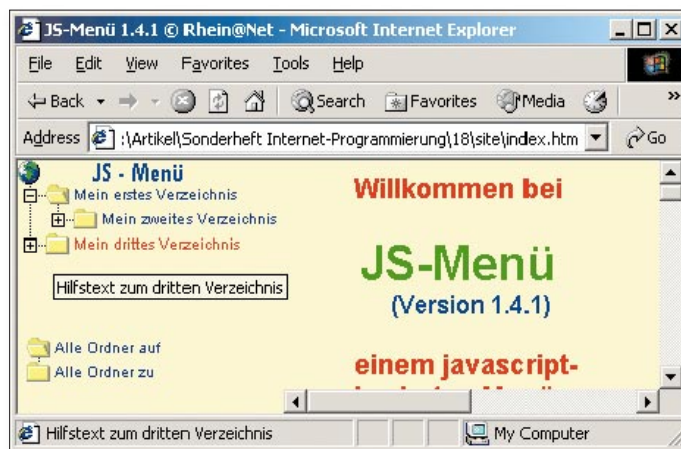 JS-Menü 1.4.1 © Rhein@Net - Microsoft Internet Explorer
File Edit View Favorites Tools Help
Back Search Favorites Media »
Address :\Artikel\Sonderheft Internet-Programmierung\18\site\index.htm Go
JS - Menü
Mein erstes Verzeichnis
Mein zweites Verzeichnis
Mein drittes Verzeichnis
Hilfstext zum dritten Verzeichnis
Alle Ordner auf
Alle Ordner zu
Willkommen bei
JS-Menü
(Version 1.4.1)
einem javascript-
Hilfstext zum dritten Verzeichnis My Computer